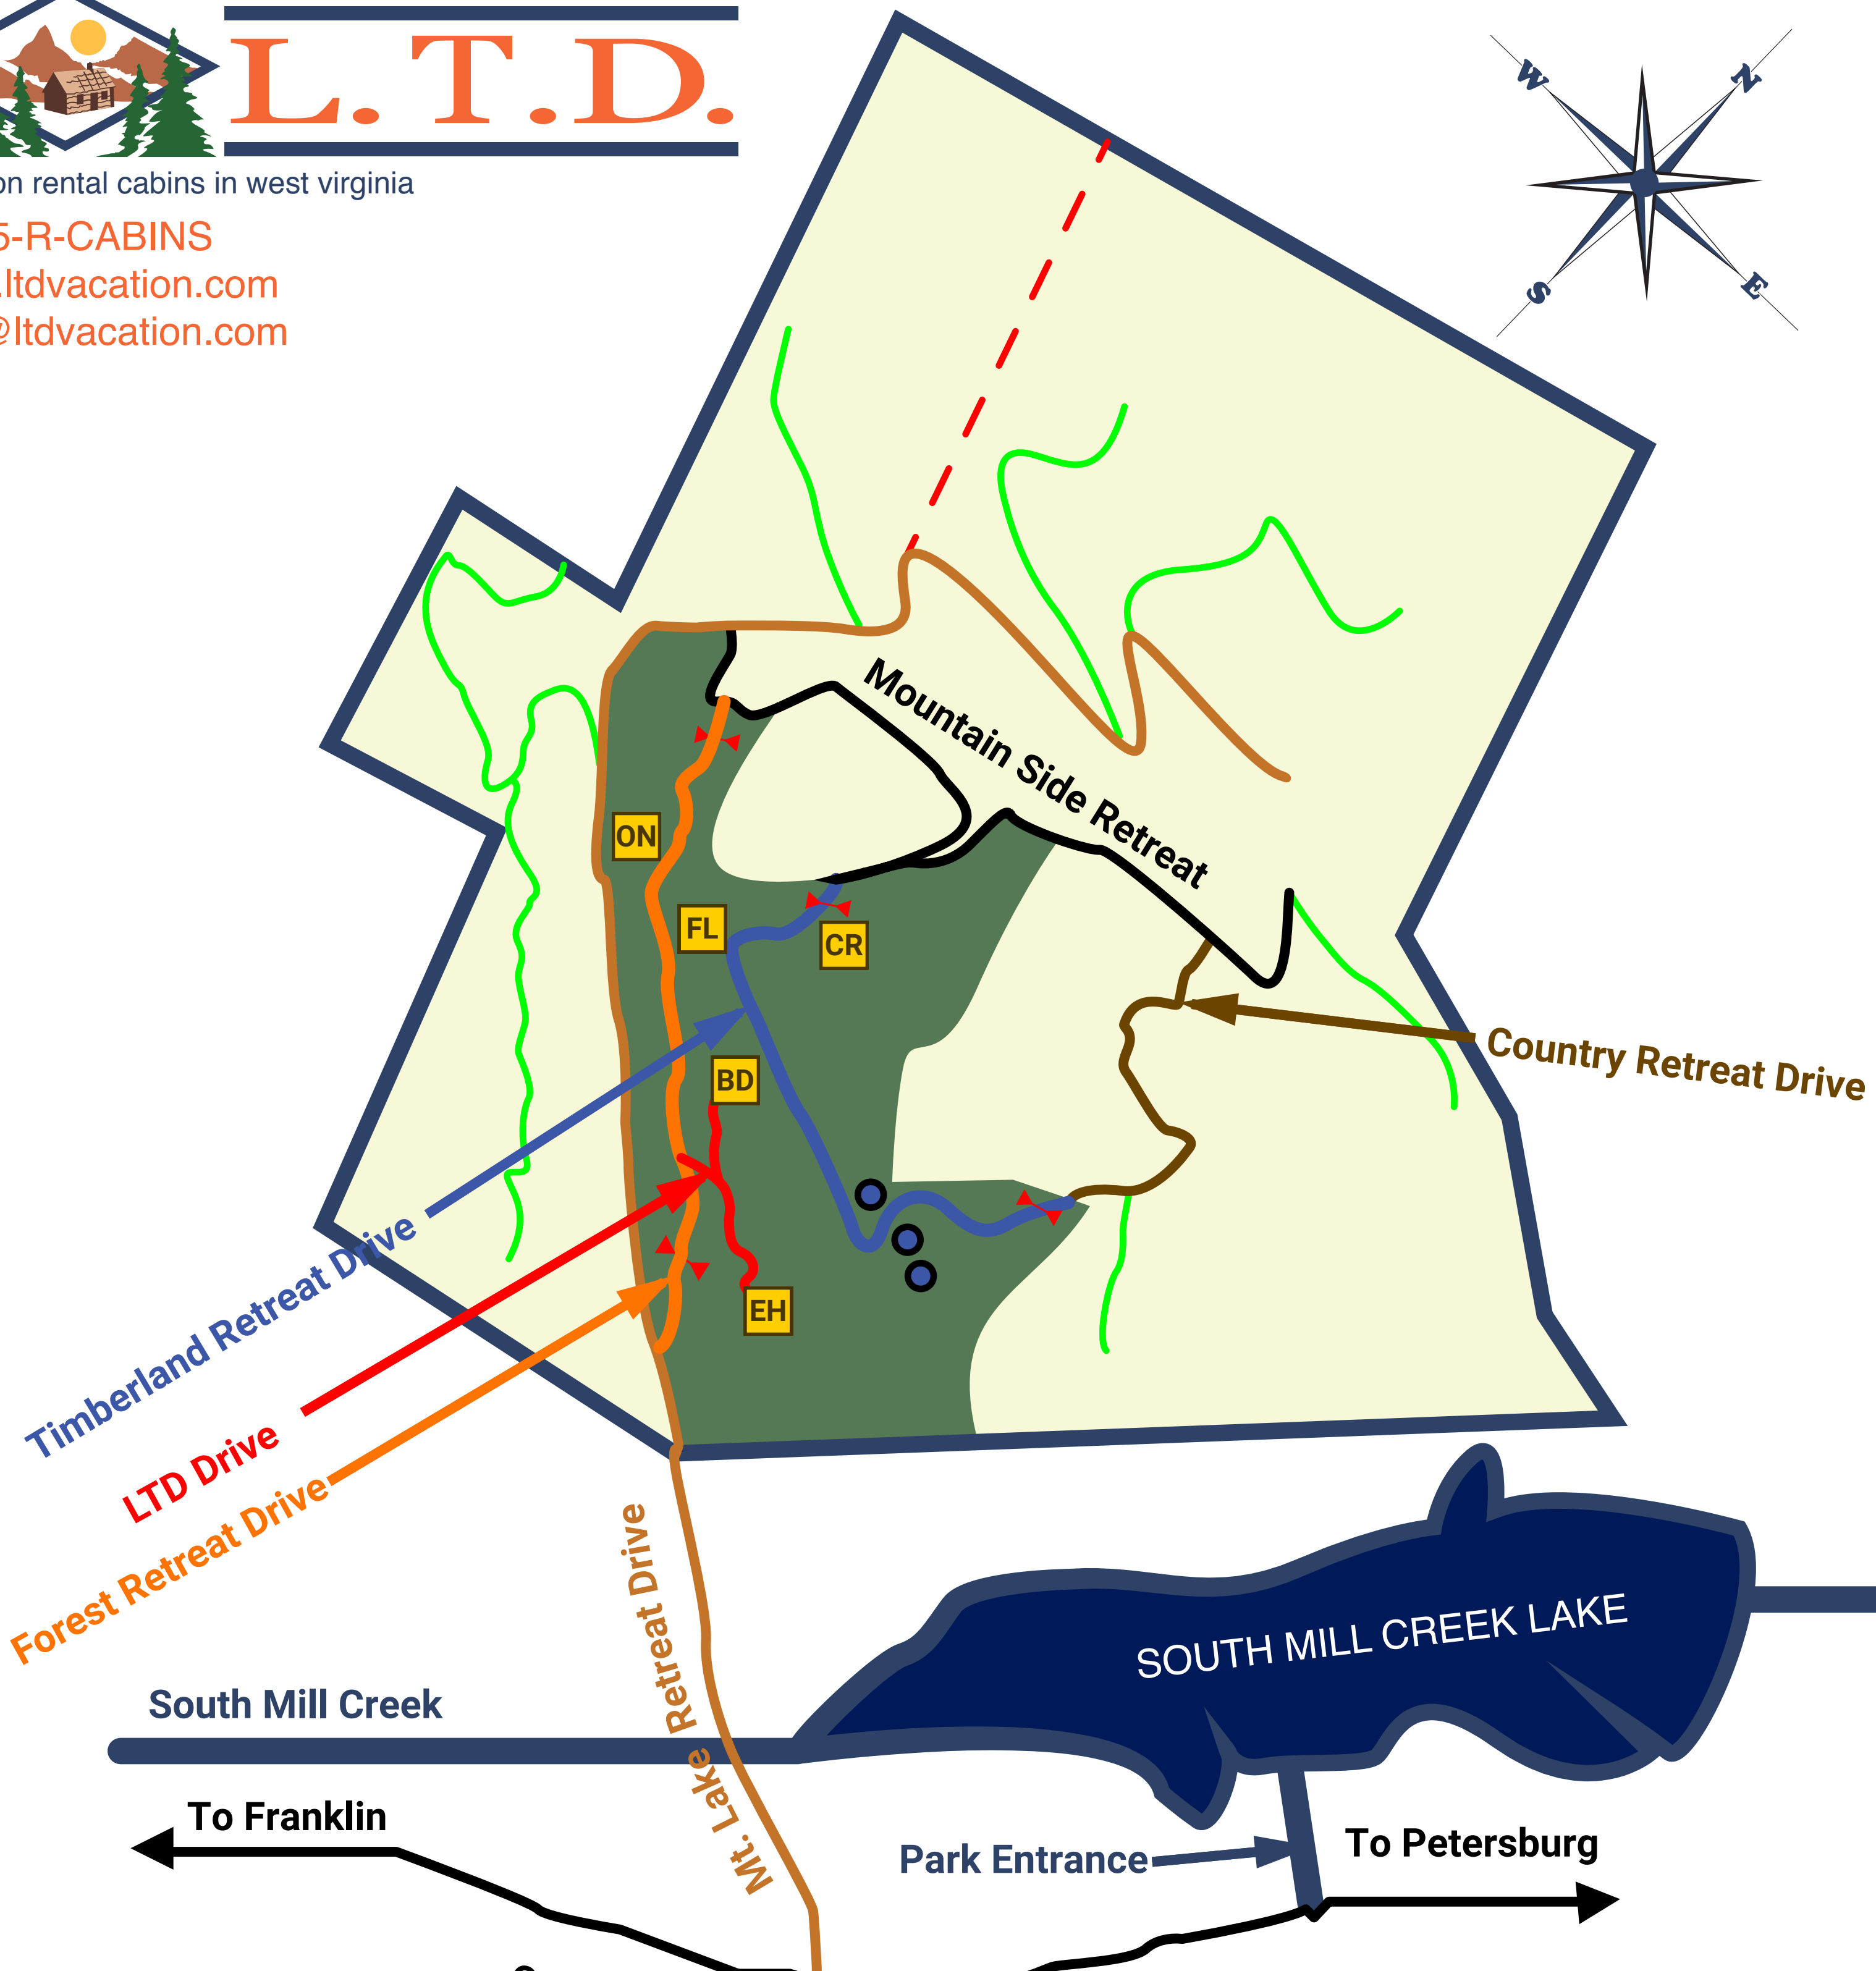 L. T. D.
on rental cabins in west virginia
5-R-CABINS
.ltdvacation.com
@ltdvacation.com
W
N
S
E
Mountain Side Retreat
ON
FL
CR
BD
EH
Country Retreat Drive
Timberland Retreat Drive
LTD Drive
Forest Retreat Drive
Mt. Lake Retreat Drive
SOUTH MILL CREEK LAKE
South Mill Creek
To Franklin
Park Entrance
To Petersburg